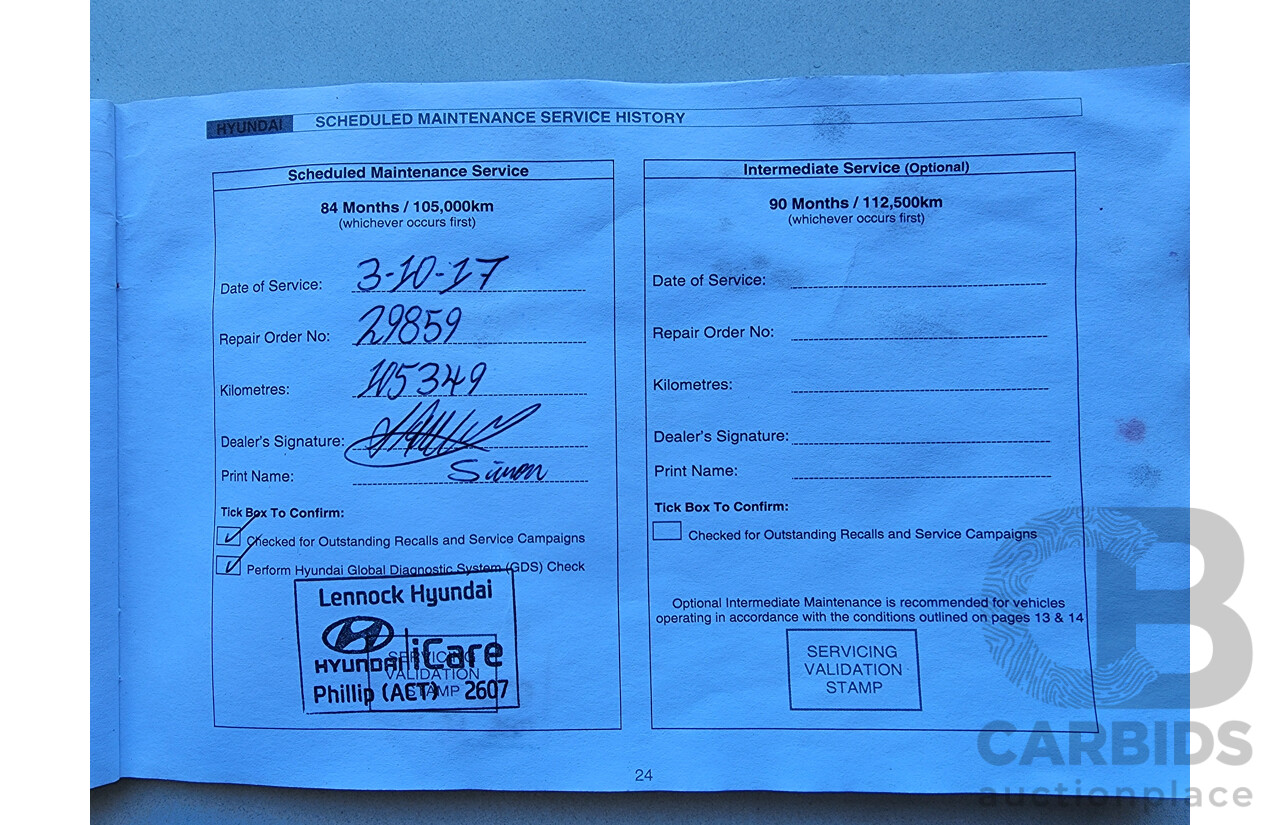 HYUNDAI SCHEDULED MAINTENANCE SERVICE HISTORY
Scheduled Maintenance Service
84 Months / 105,000km
(whichever occurs first)
Date of Service: 3-10-17
Repair Order No: 29859
Kilometres: 105349
Dealer's Signature:
Print Name: Simon
Tick Box To Confirm:
Checked for Outstanding Recalls and Service Campaigns
Perform Hyundai Global Diagnostic System (GDS) Check
Lennock Hyundai
HYUNDAI iCare
Phillip (ACT) 2607
SERVICING
VALIDATION
STAMP
Intermediate Service (Optional)
90 Months / 112,500km
(whichever occurs first)
Date of Service:
Repair Order No:
Kilometres:
Dealer's Signature:
Print Name:
Tick Box To Confirm:
Checked for Outstanding Recalls and Service Campaigns
Optional Intermediate Maintenance is recommended for vehicles
operating in accordance with the conditions outlined on pages 13 & 14
SERVICING
VALIDATION
STAMP
24
CB
CARBIDS
auctionplace